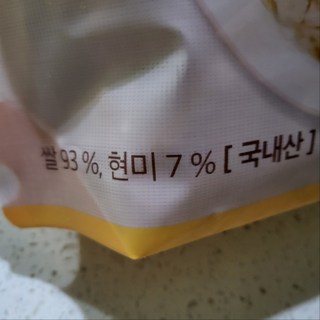 쌀 93 %, 현미 7 % [ 국내산 ]